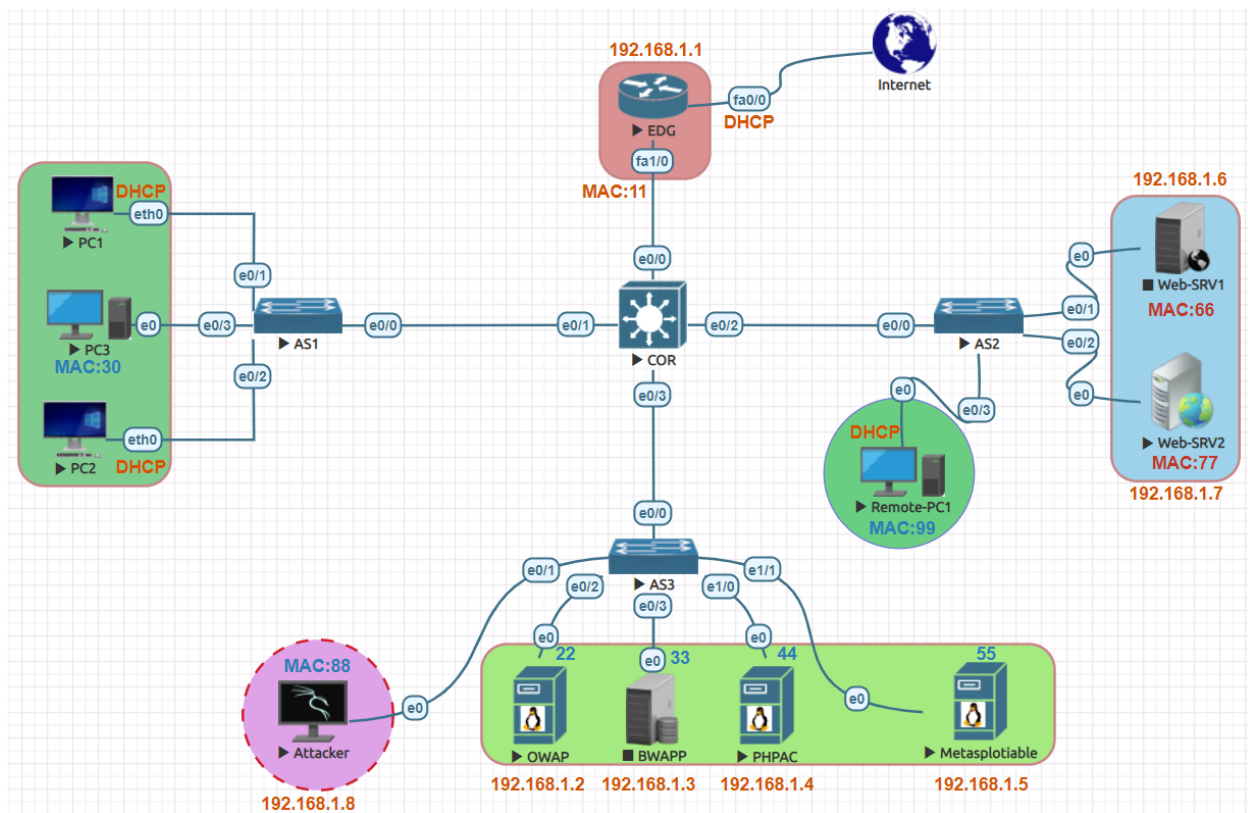 192.168.1.1
Internet
fa0/0
DHCP
EDG
fa1/0
MAC:11
DHCP
eth0
PC1
e0/1
e0/0
192.168.1.6
e0
Web-SRV1
MAC:66
e0/1
PC3
MAC:30
e0
e0/3
AS1
e0/0
e0/1
COR
e0/2
e0/0
AS2
e0/2
e0/2
eth0
PC2
DHCP
e0/3
e0
e0/3
e0
Web-SRV2
MAC:77
192.168.1.7
DHCP
Remote-PC1
MAC:99
e0/0
AS3
e0/1
e0/2
e0/3
e1/0
e1/1
MAC:88
Attacker
e0
192.168.1.8
e0
22
e0
33
e0
44
e0
55
OWAP
BWAPP
PHPAC
Metasplotiable
192.168.1.2
192.168.1.3
192.168.1.4
192.168.1.5